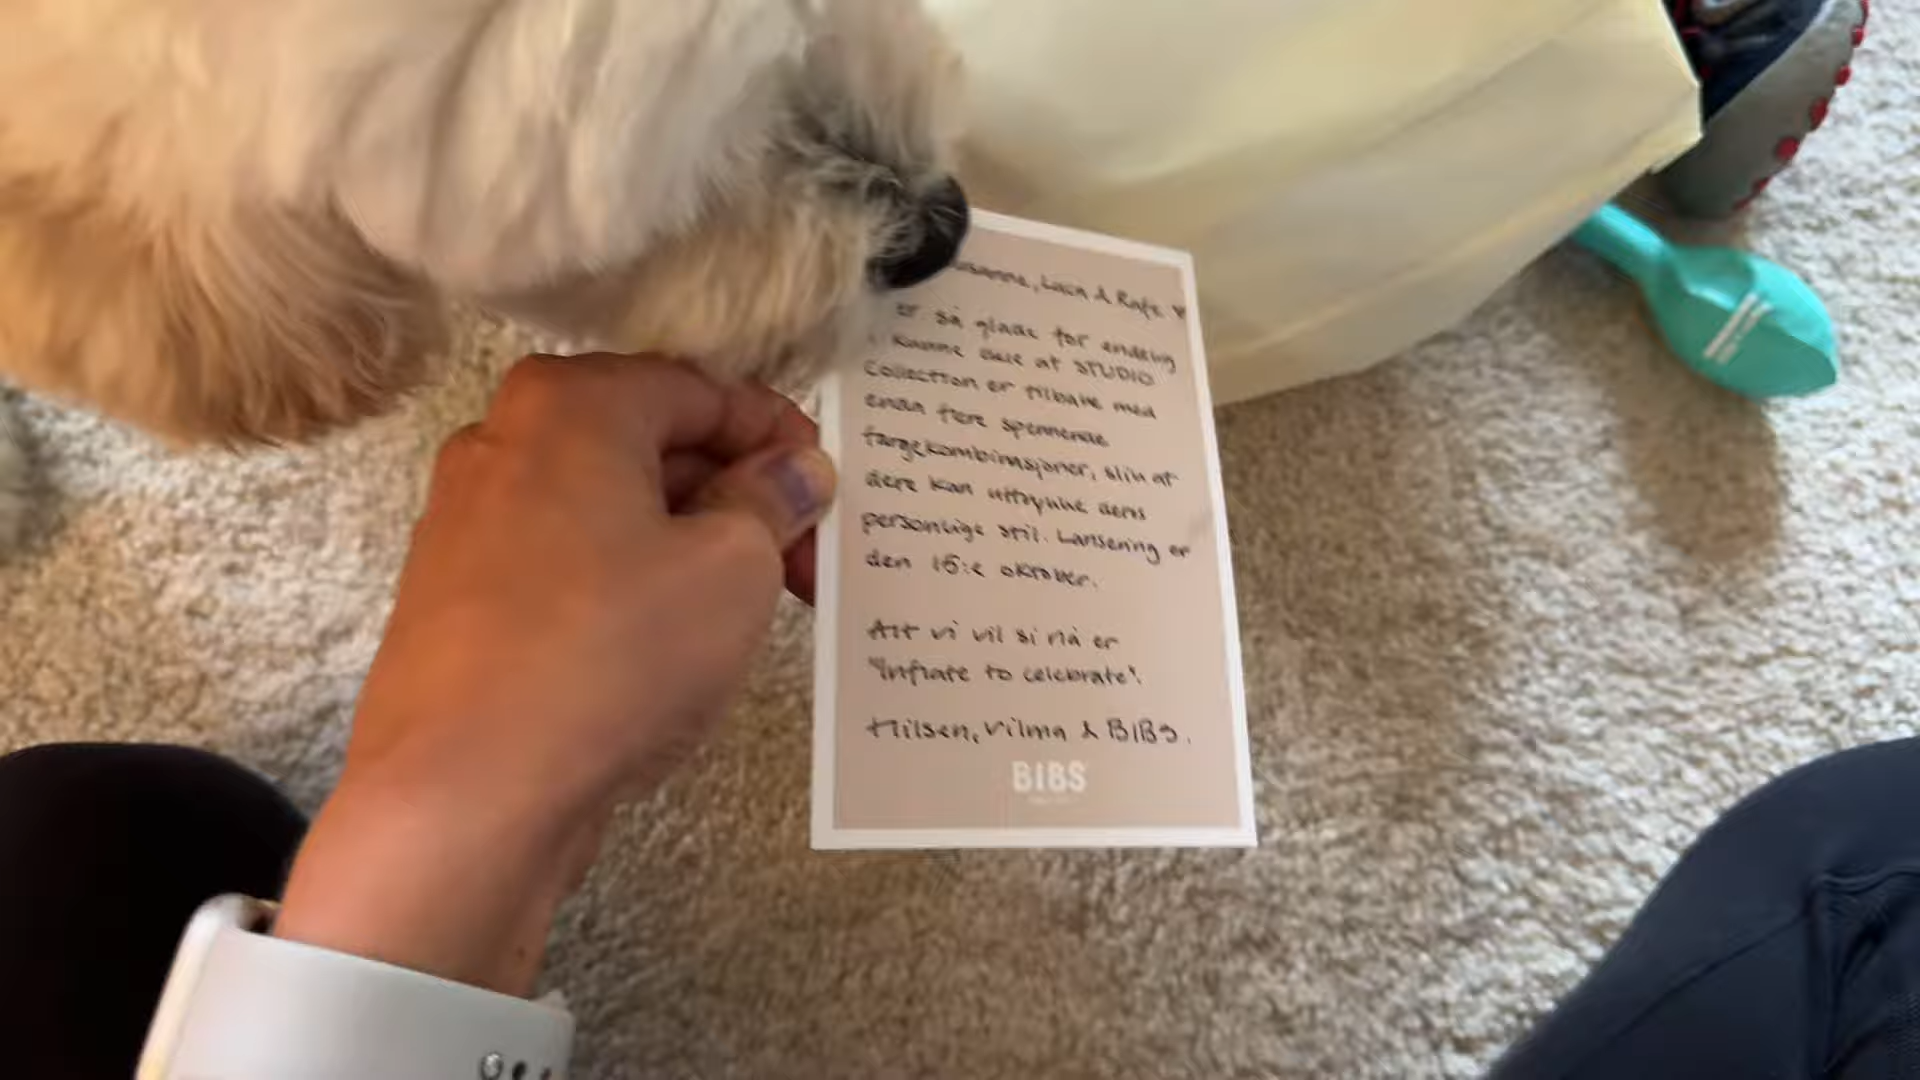 Luca & Rafe ♥
er så glade for endelig
å kunne dele at STUDIO
Collection er tilbake med
enda flere spennende
fargekombinasjoner, slik at
dere kan uttrykke deres
personlige stil. Lansering er
den 15:e oktober.
Alt vi vil si nå er
"Inflate to celebrate".
Hilsen, Vilma & BIBS.
BIBS